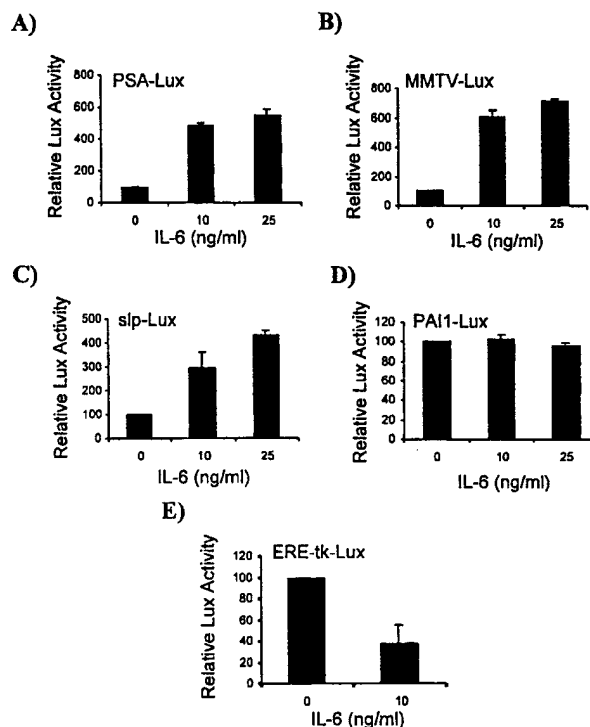 A)
PSA-Lux
Relative Lux Activity
800
600
400
200
0
0 10 25
IL-6 (ng/ml)
B)
MMTV-Lux
Relative Lux Activity
800
600
400
200
0
0 10 25
IL-6 (ng/ml)
C)
slp-Lux
Relative Lux Activity
500
400
300
200
100
0
0 10 25
IL-6 (ng/ml)
D)
PAI1-Lux
Relative Lux Activity
120
100
80
60
40
20
0
0 10 25
IL-6 (ng/ml)
E)
ERE-tk-Lux
Relative Lux Activity
120
100
80
60
40
20
0
0 10
IL-6 (ng/ml)